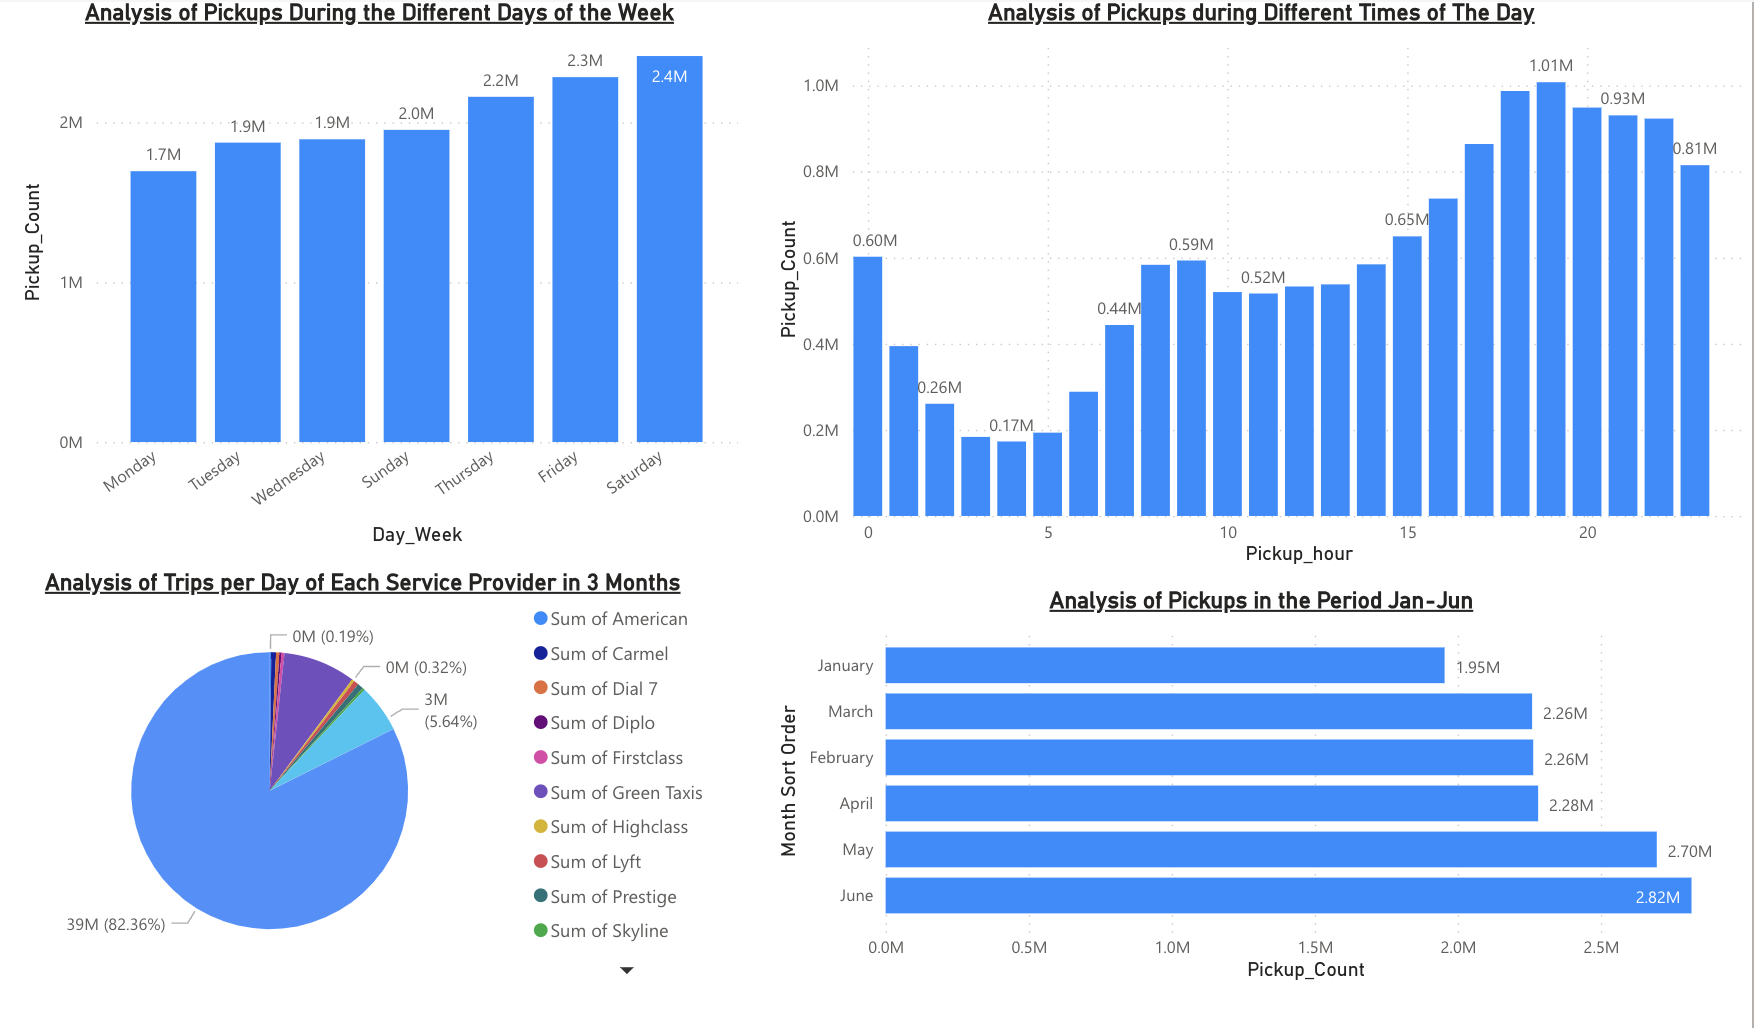 Analysis of Pickups During the Different Days of the Week
Pickup_Count
2M
1M
0M
1.7M
1.9M
1.9M
2.0M
2.2M
2.3M
2.4M
Monday
Tuesday
Wednesday
Sunday
Thursday
Friday
Saturday
Day_Week
Analysis of Pickups during Different Times of The Day
Pickup_Count
1.0M
0.8M
0.6M
0.4M
0.2M
0.0M
0.60M
0.26M
0.17M
0.44M
0.59M
0.52M
0.65M
1.01M
0.93M
0.81M
0
5
10
15
20
Pickup_hour
Analysis of Trips per Day of Each Service Provider in 3 Months
0M (0.19%)
0M (0.32%)
3M
(5.64%)
39M (82.36%)
Sum of American
Sum of Carmel
Sum of Dial 7
Sum of Diplo
Sum of Firstclass
Sum of Green Taxis
Sum of Highclass
Sum of Lyft
Sum of Prestige
Sum of Skyline
Analysis of Pickups in the Period Jan-Jun
Month Sort Order
January
1.95M
March
2.26M
February
2.26M
April
2.28M
May
2.70M
June
2.82M
0.0M
0.5M
1.0M
1.5M
2.0M
2.5M
Pickup_Count